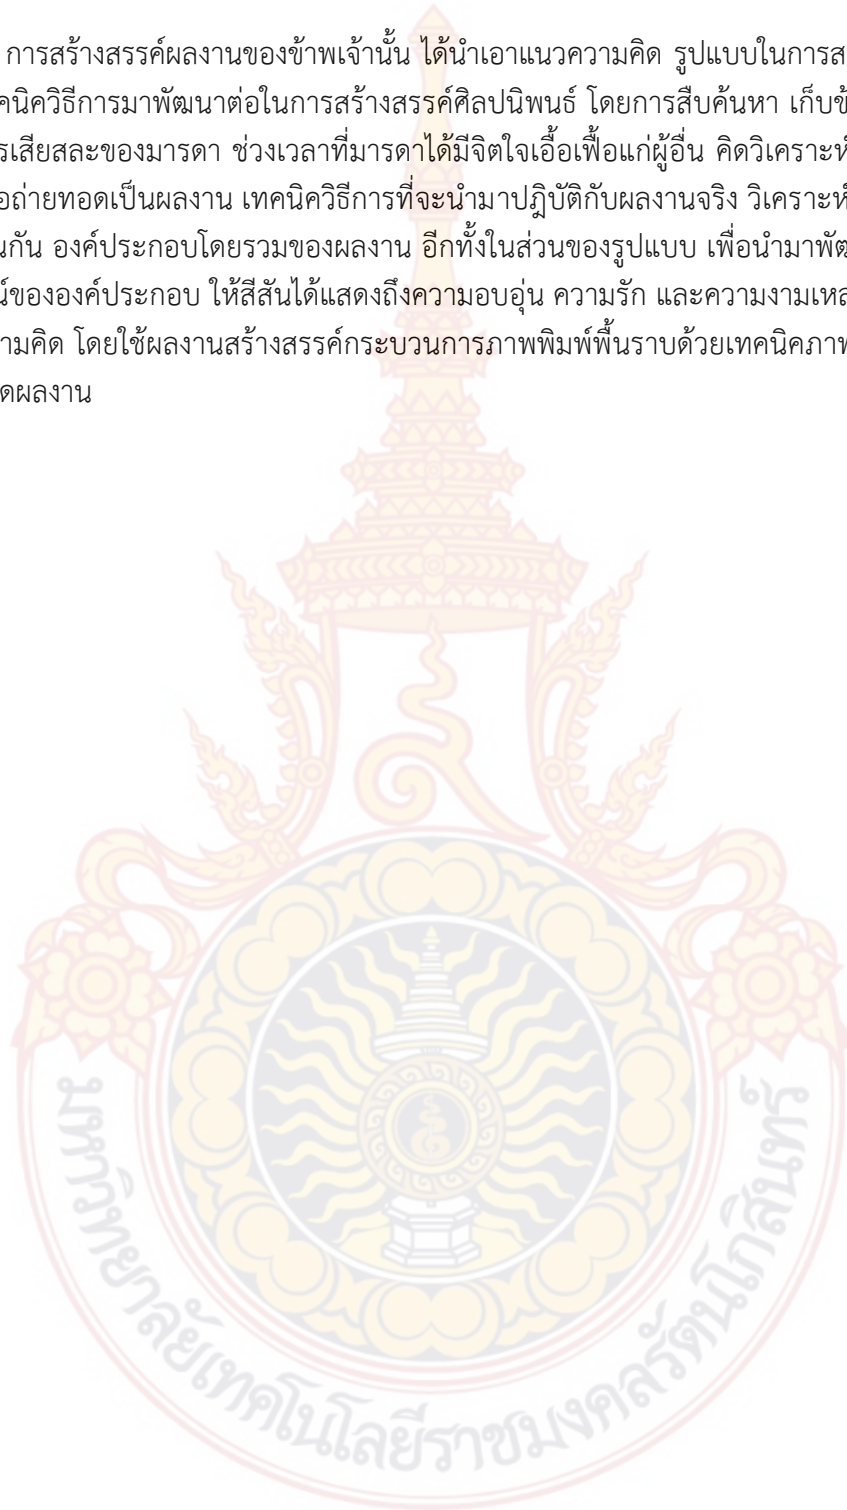 การสร้างสรรค์ผลงานของข้าพเจ้านั้น ได้นำเอาแนวความคิด รูปแบบในการ
วิธีการมาพัฒนาต่อในการสร้างสรรค์ศิลปนิพนธ์ โดยการสืบค้นหา เก็บ
เสียสละของมารดา ช่วงเวลาที่มารดาได้มีจิตใจเอื้อเฟื้อแก่ผู้อื่น คิดวิเคราะห์
ถ่ายทอดเป็นผลงาน เทคนิควิธีการที่จะนำมาปฎิบัติกับผลงานจริง วิเคราะห์
กัน องค์ประกอบโดยรวมของผลงาน อีกทั้งในส่วนของรูปแบบ เพื่อนำมา
ขององค์ประกอบ ให้สีสันได้แสดงถึงความอบอุ่น ความรัก และความงาม
ความคิด โดยใช้ผลงานสร้างสรรค์กระบวนการภาพพิมพ์พื้นราบด้วยเทคนิคภาพ
ผลงาน
มหาวิทยาลัยเทคโนโลยีราชมงคลรัตนโกสินทร์